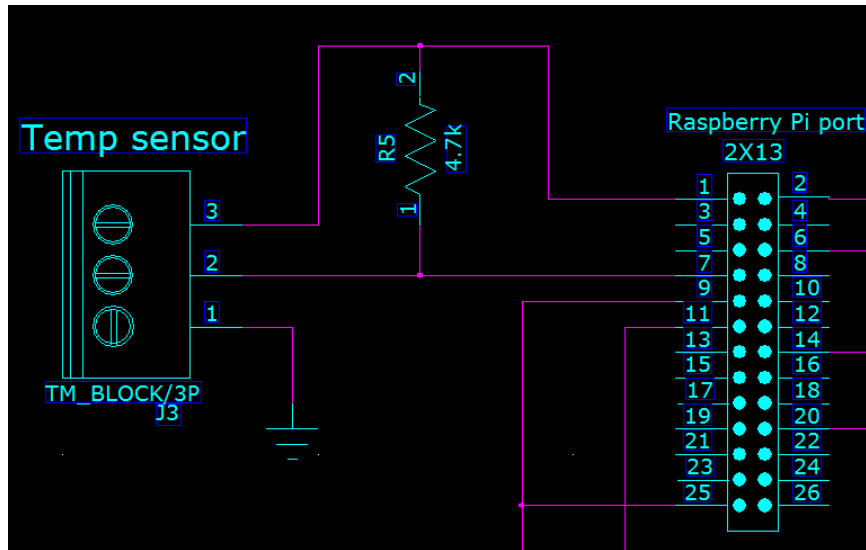 Temp sensor
3
2
1
TM_BLOCK/3P
J3
2
R5
4.7k
1
Raspberry Pi port
2X13
1 2
3 4
5 6
7 8
9 10
11 12
13 14
15 16
17 18
19 20
21 22
23 24
25 26